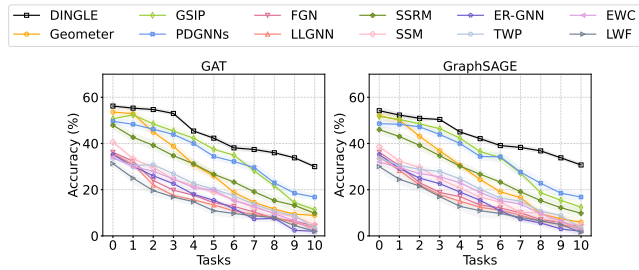 DINGLE GSIP FGN SSRM ER-GNN EWC
Geometer PDGNNs LLGNN SSM TWP LWF
GAT GraphSAGE
60 60
40 40
20 20
0 0
Accuracy (%) Accuracy (%)
0 1 2 3 4 5 6 7 8 9 10 0 1 2 3 4 5 6 7 8 9 10
Tasks Tasks